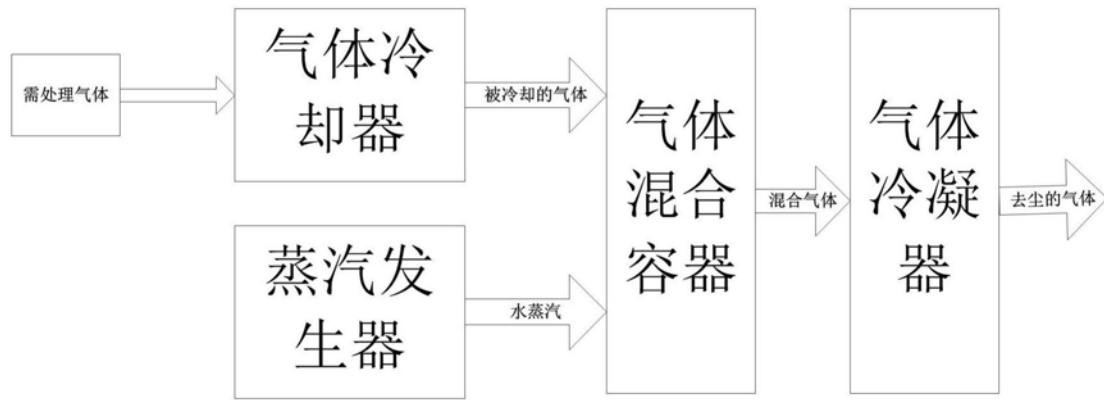 需处理气体
气体冷
却器
被冷却的气体
蒸汽发
生器
水蒸汽
气体
混合
容器
混合气体
气体
冷凝
器
去尘的气体